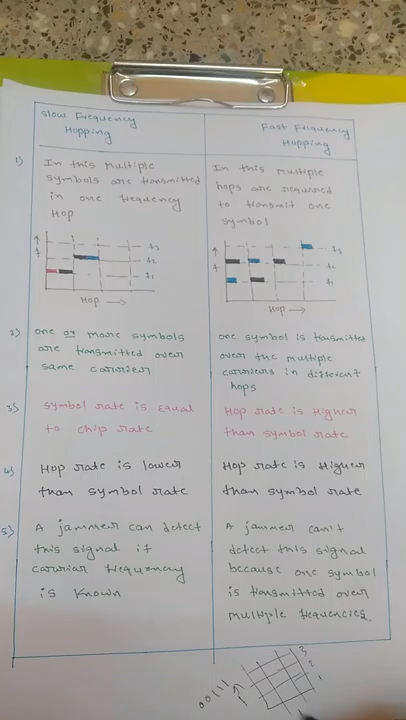 Slow Frequency
Hopping
Fast Frequency
Hopping
1)
In this multiple
symbols are transmitted
in one frequency
Hop
f3
f2
f1
f
Hop
In this multiple
hops are required
to transmit one
symbol
f3
f2
f1
f
Hop
2)
one or more symbols
are transmitted over
same carrier
one symbol is transmitted
over the multiple
carriers in different
hops
3)
symbol rate is Equal
to chip rate
Hop rate is Higher
than symbol rate
4)
Hop rate is lower
than symbol rate
Hop rate is Higher
than symbol rate
5)
A jammer can detect
this signal if
carrier frequency
is known
A jammer can't
detect this signal
because one symbol
is transmitted over
multiple frequencies.
00111
3
2
1